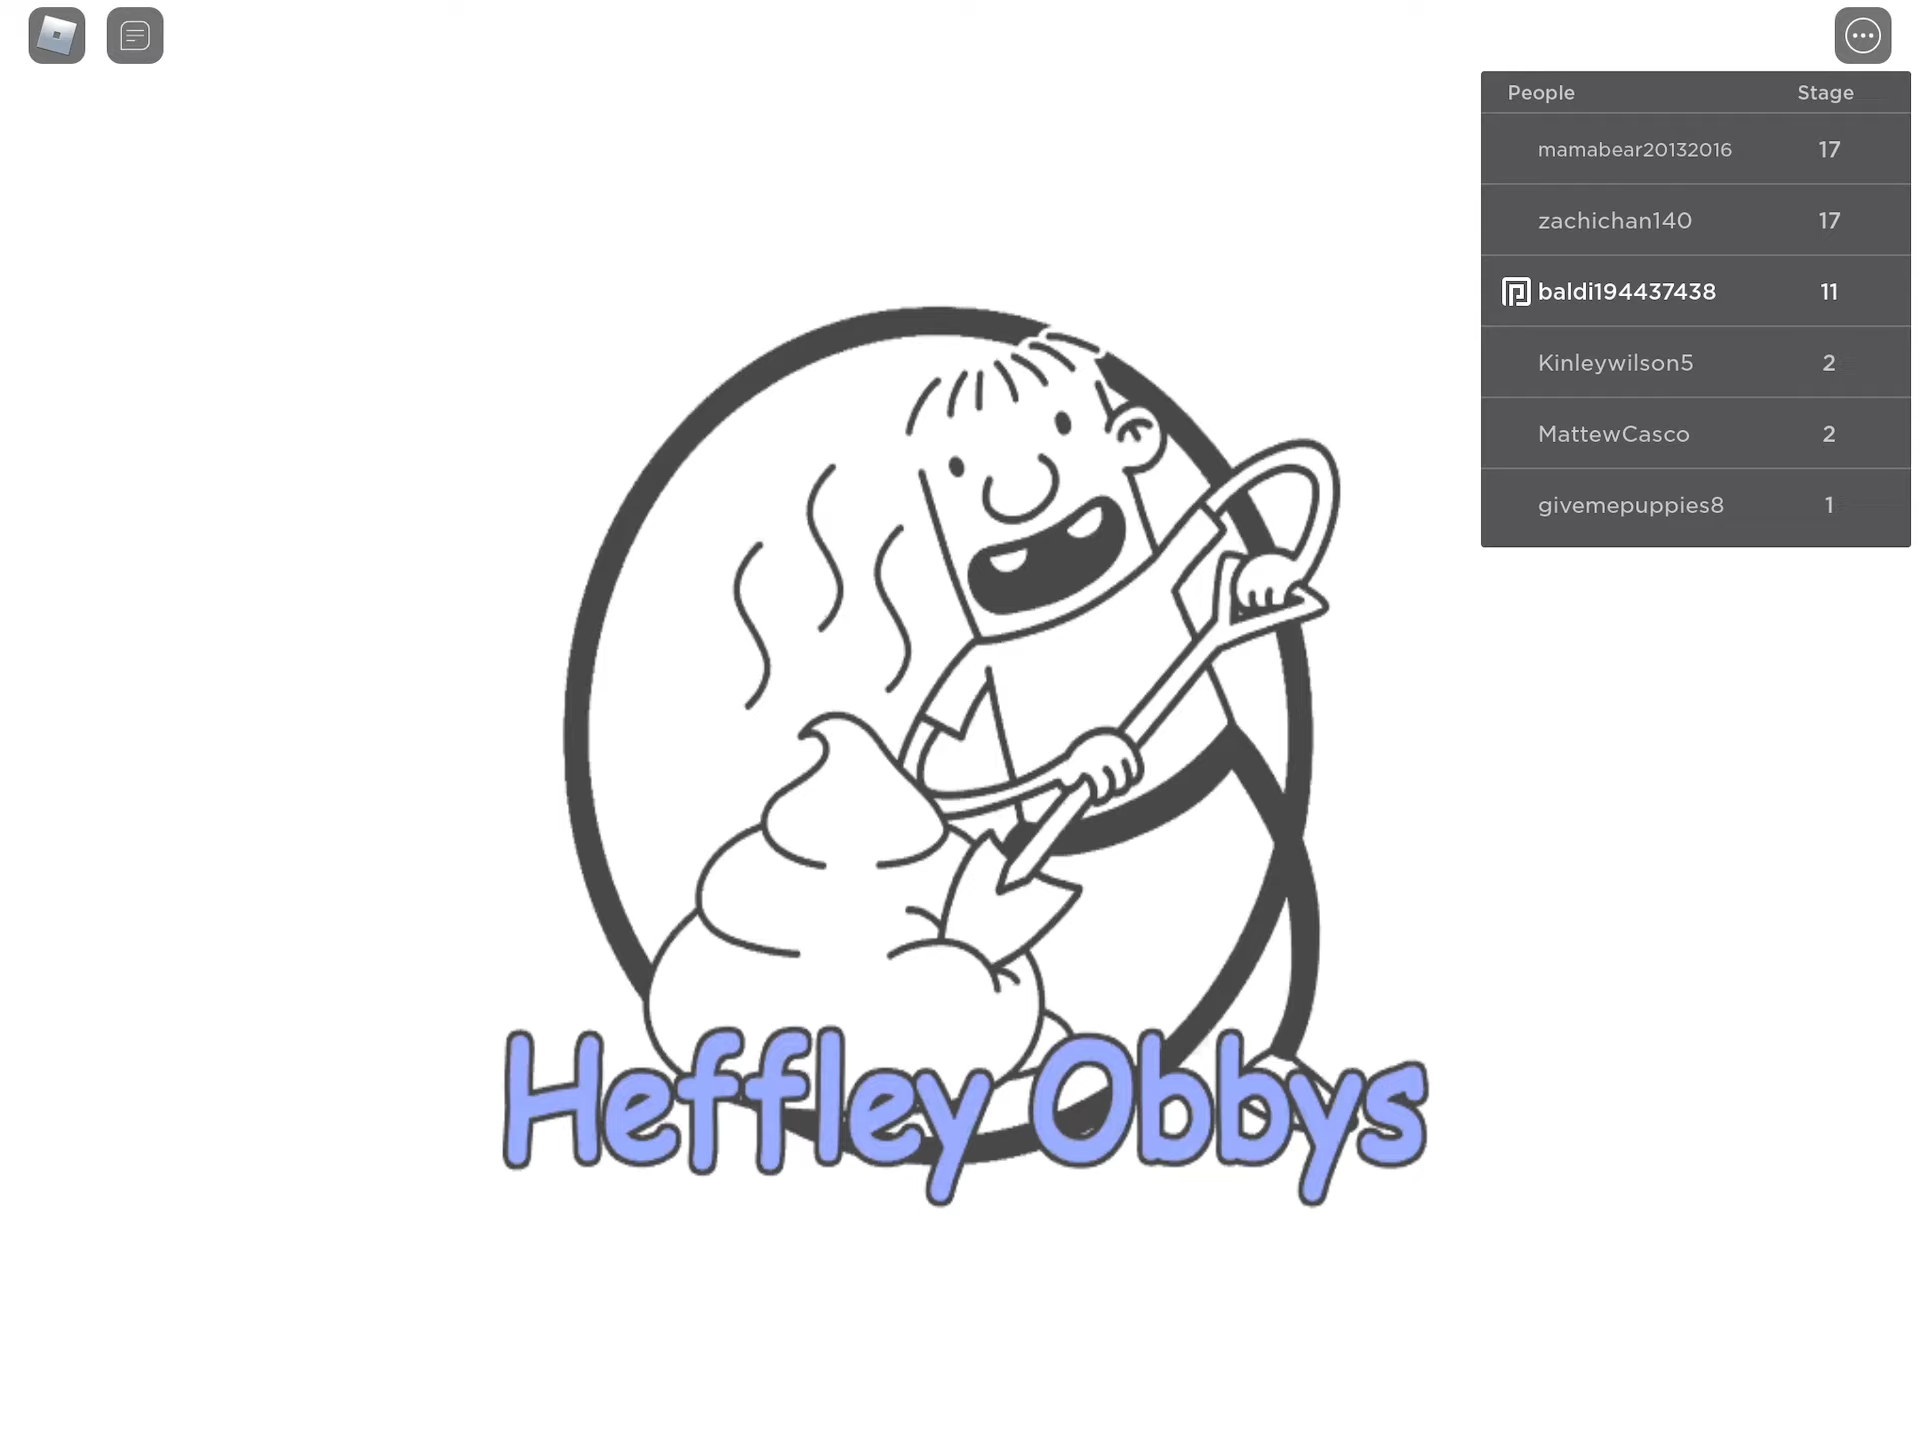 People Stage
mamabear20132016 17
zachichan140 17
baldi194437438 11
Kinleywilson5 2
MattewCasco 2
givemepuppies8 1
Heffley Obbys